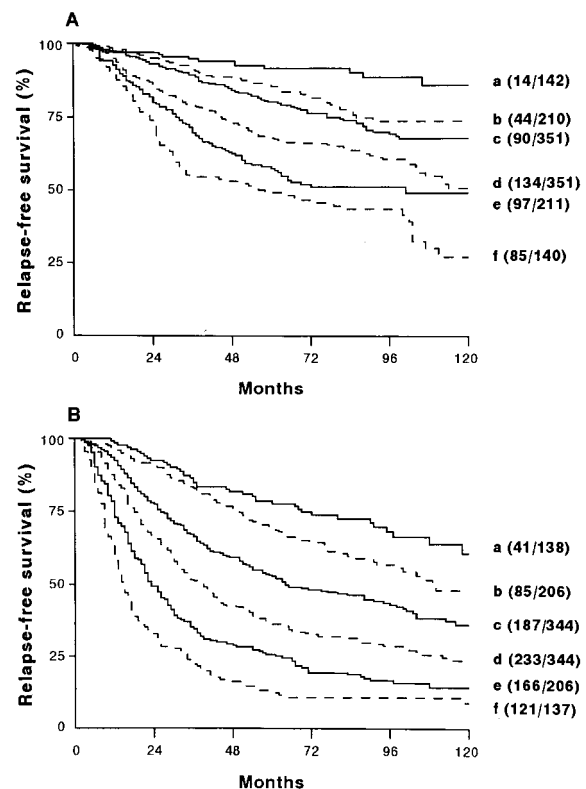 A
Relapse-free survival (%)
100
75
50
25
0
a (14/142)
b (44/210)
c (90/351)
d (134/351)
e (97/211)
f (85/140)
0 24 48 72 96 120
Months
B
Relapse-free survival (%)
100
75
50
25
0
a (41/138)
b (85/206)
c (187/344)
d (233/344)
e (166/206)
f (121/137)
0 24 48 72 96 120
Months